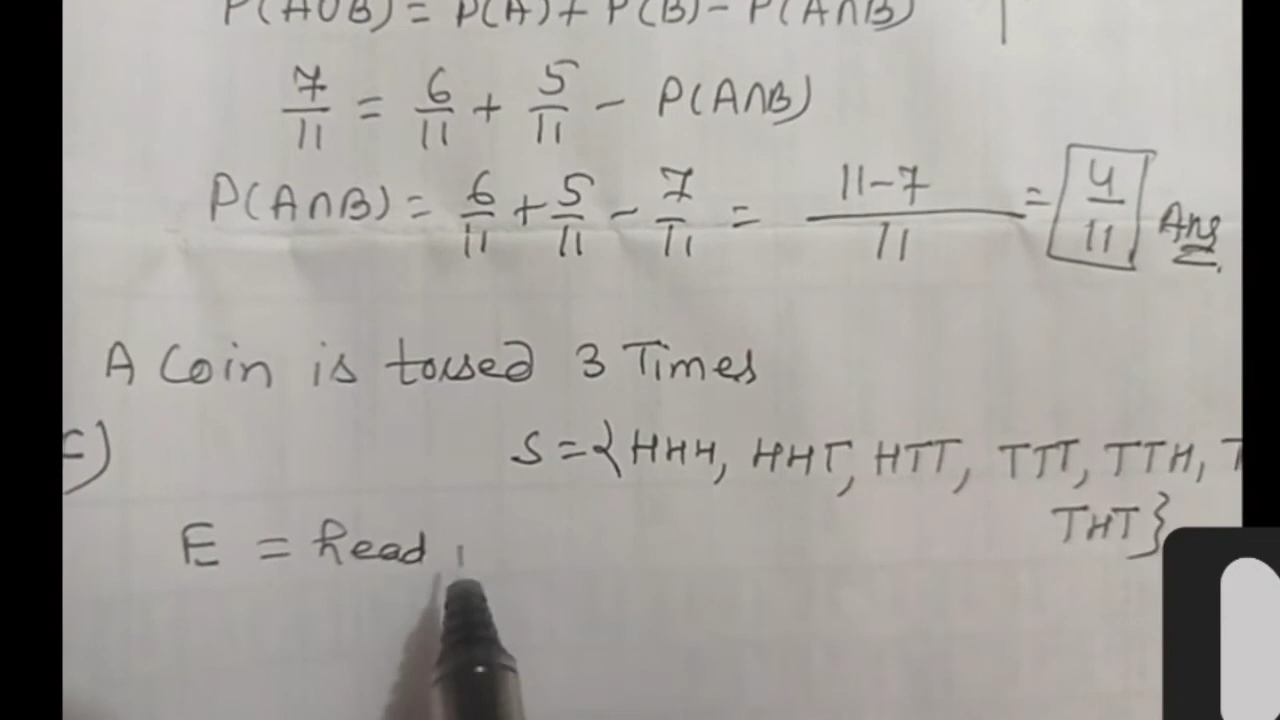 P(A∪B) = P(A) + P(B) - P(A∩B)
7/11 = 6/11 + 5/11 - P(A∩B)
P(A∩B) = 6/11 + 5/11 - 7/11 = 11-7/11 = 4/11 Ans
A Coin is tossed 3 Times
S = {HHH, HHT, HTT, TTT, TTH, T
THT}
E = head